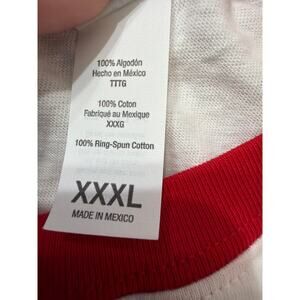 100% Algodón
Hecho en México
TTTG
100% Coton
Fabriqué au Mexique
XXXG
100% Ring-Spun Cotton
XXXL
MADE IN MEXICO